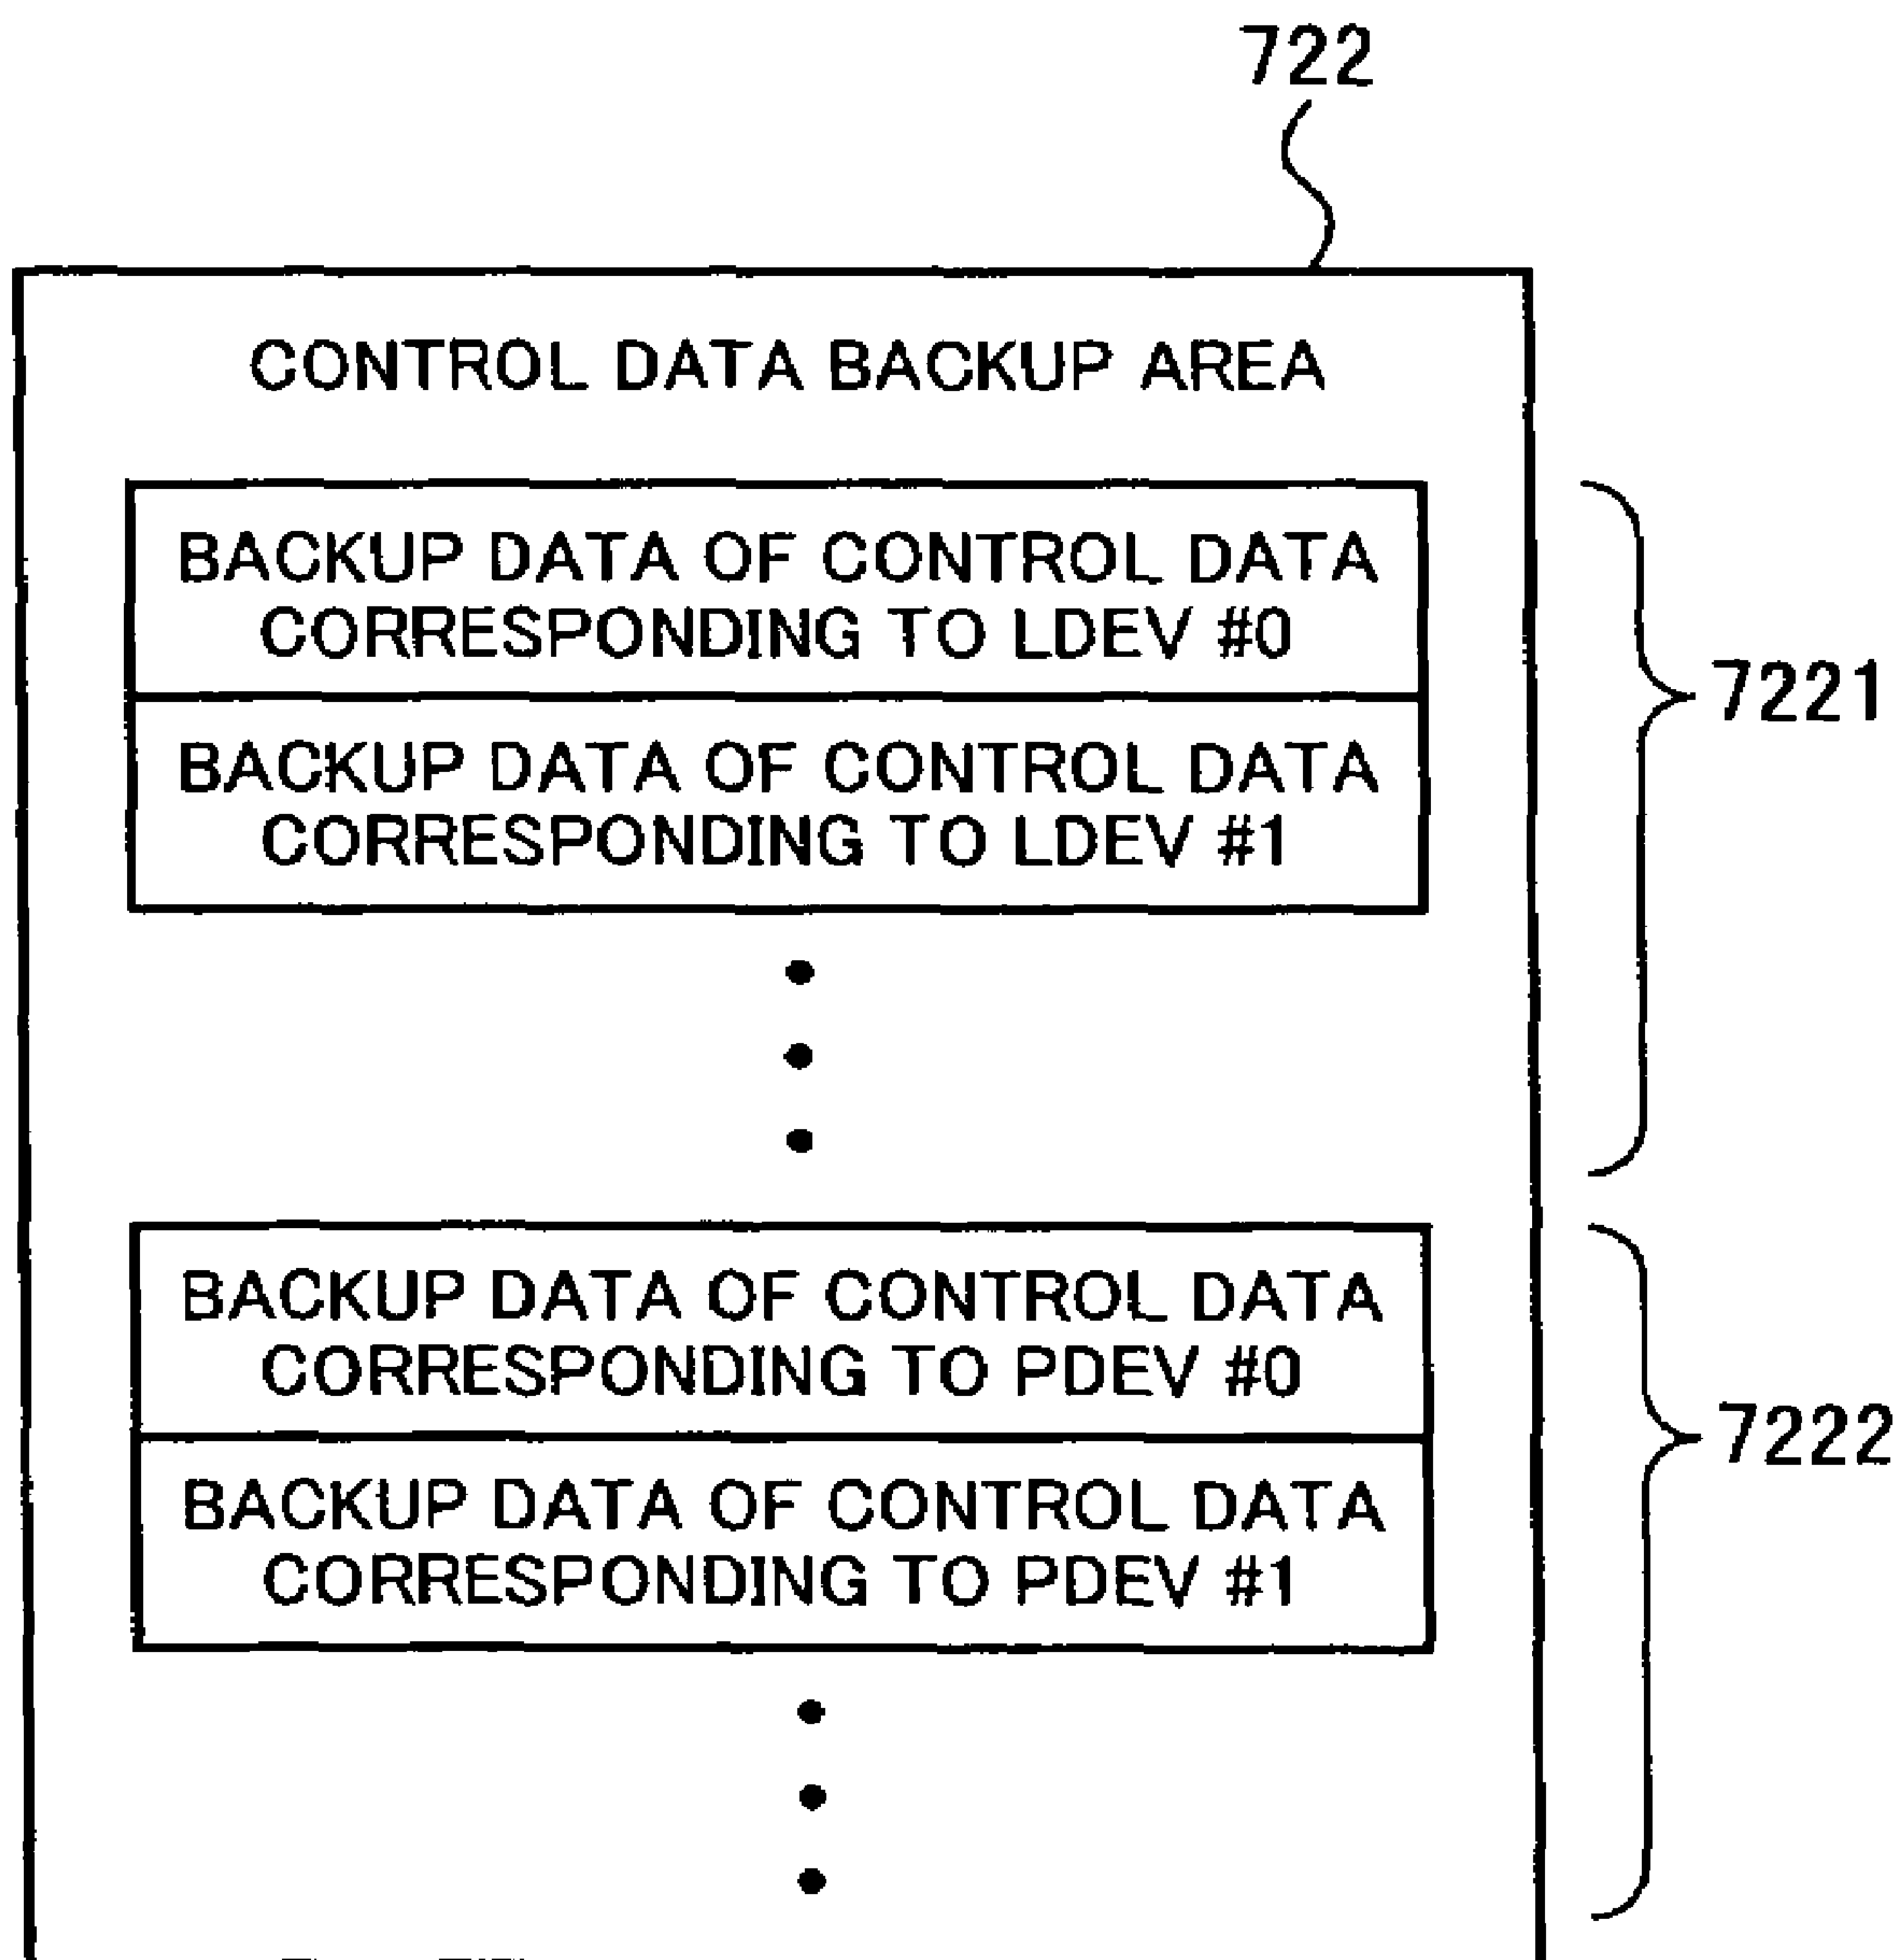 722
CONTROL DATA BACKUP AREA
BACKUP DATA OF CONTROL DATA
CORRESPONDING TO LDEV #0
BACKUP DATA OF CONTROL DATA
CORRESPONDING TO LDEV #1
7221
BACKUP DATA OF CONTROL DATA
CORRESPONDING TO PDEV #0
BACKUP DATA OF CONTROL DATA
CORRESPONDING TO PDEV #1
7222